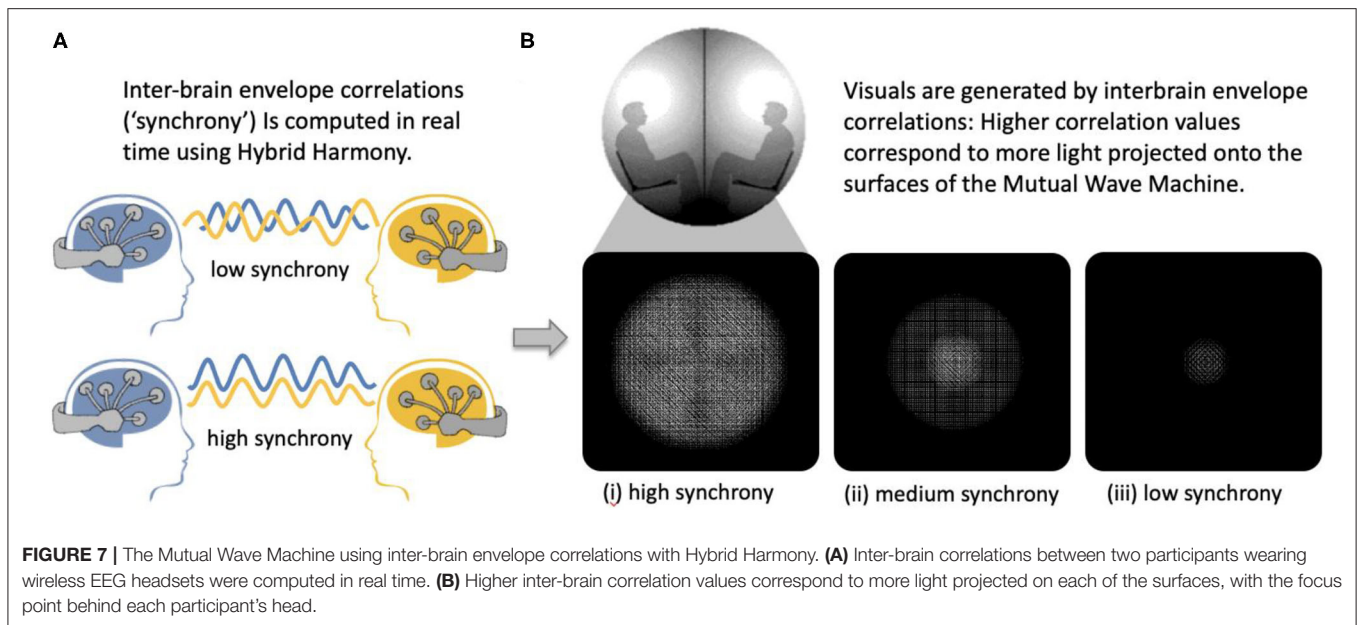 A
B
Inter-brain envelope correlations
('synchrony') Is computed in real
time using Hybrid Harmony.
Visuals are generated by interbrain envelope
correlations: Higher correlation values
correspond to more light projected onto the
surfaces of the Mutual Wave Machine.
low synchrony
high synchrony
(i) high synchrony
(ii) medium synchrony
(iii) low synchrony
FIGURE 7 | The Mutual Wave Machine using inter-brain envelope correlations with Hybrid Harmony. (A) Inter-brain correlations between two participants wearing
wireless EEG headsets were computed in real time. (B) Higher inter-brain correlation values correspond to more light projected on each of the surfaces, with the focus
point behind each participant's head.